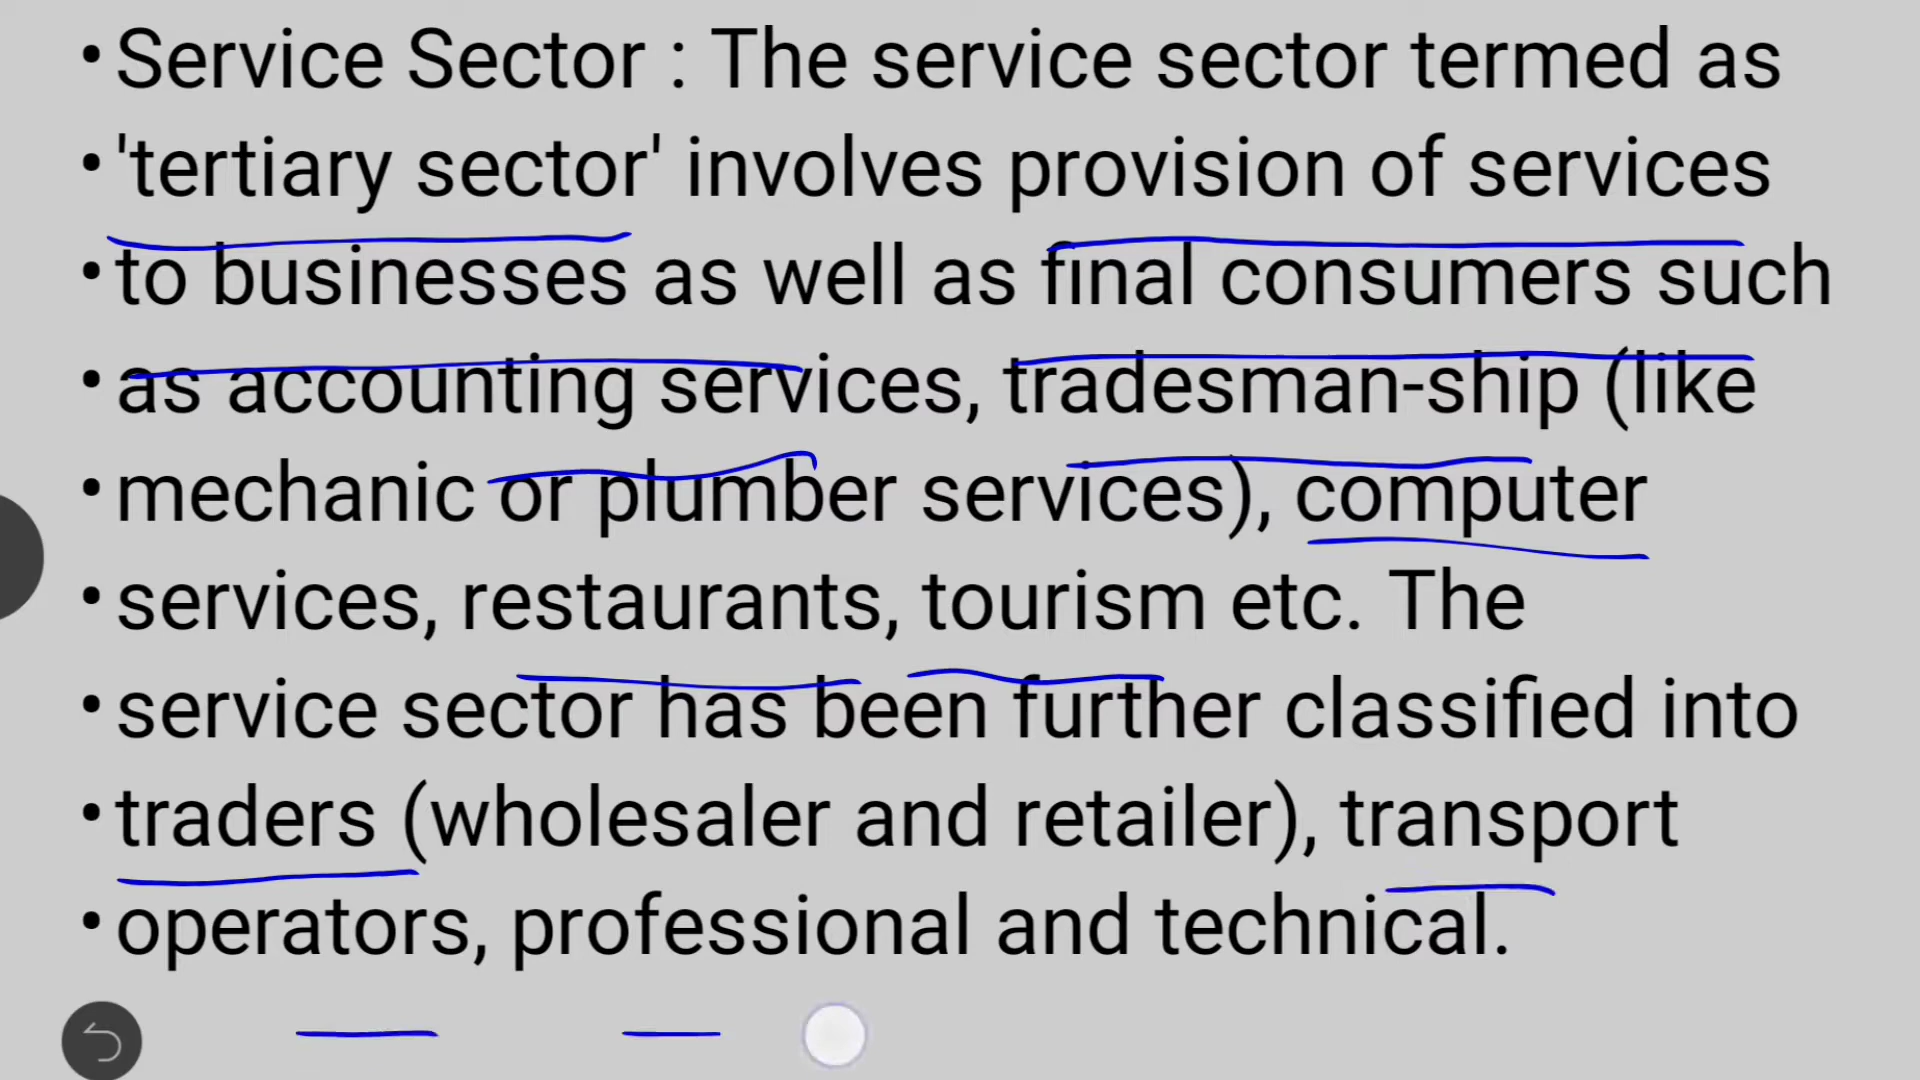 • Service Sector : The service sector termed as
• 'tertiary sector' involves provision of services
• to businesses as well as final consumers such
• as accounting services, tradesman-ship (like
• mechanic or plumber services), computer
• services, restaurants, tourism etc. The
• service sector has been further classified into
• traders (wholesaler and retailer), transport
• operators, professional and technical.